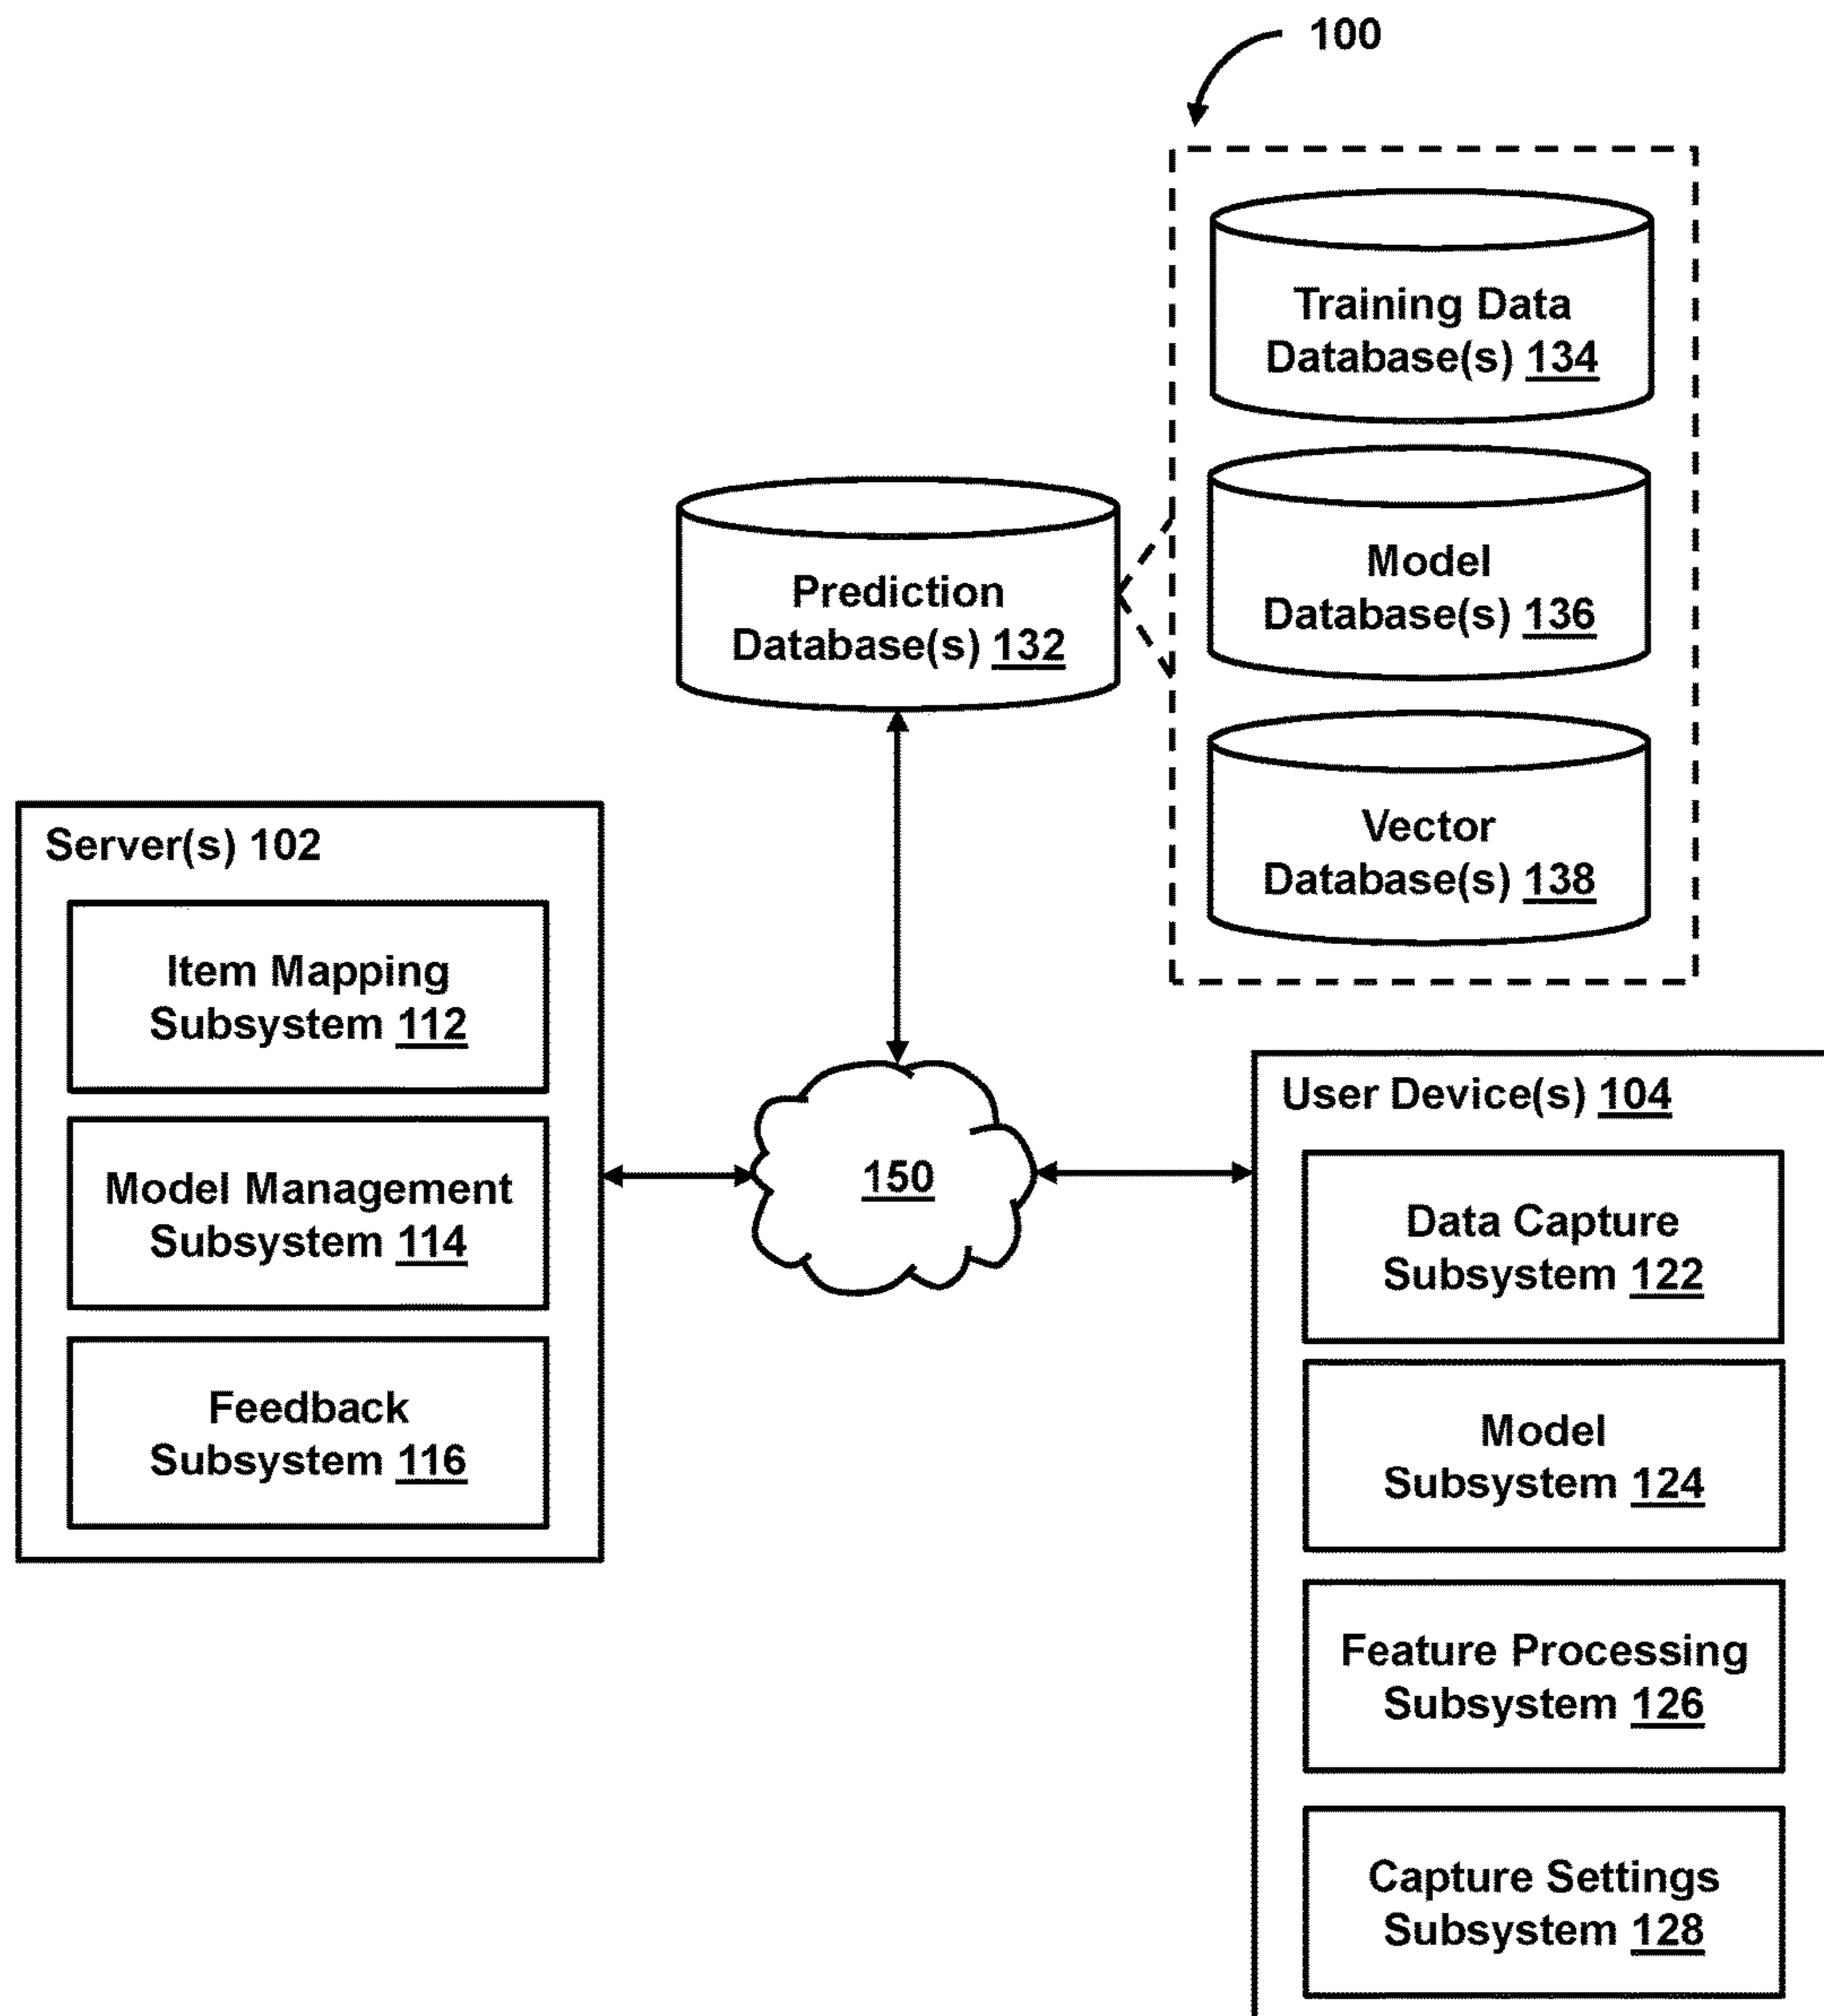 100
Training Data
Database(s) 134
Model
Database(s) 136
Vector
Database(s) 138
Prediction
Database(s) 132
Server(s) 102
Item Mapping
Subsystem 112
Model Management
Subsystem 114
Feedback
Subsystem 116
150
User Device(s) 104
Data Capture
Subsystem 122
Model
Subsystem 124
Feature Processing
Subsystem 126
Capture Settings
Subsystem 128